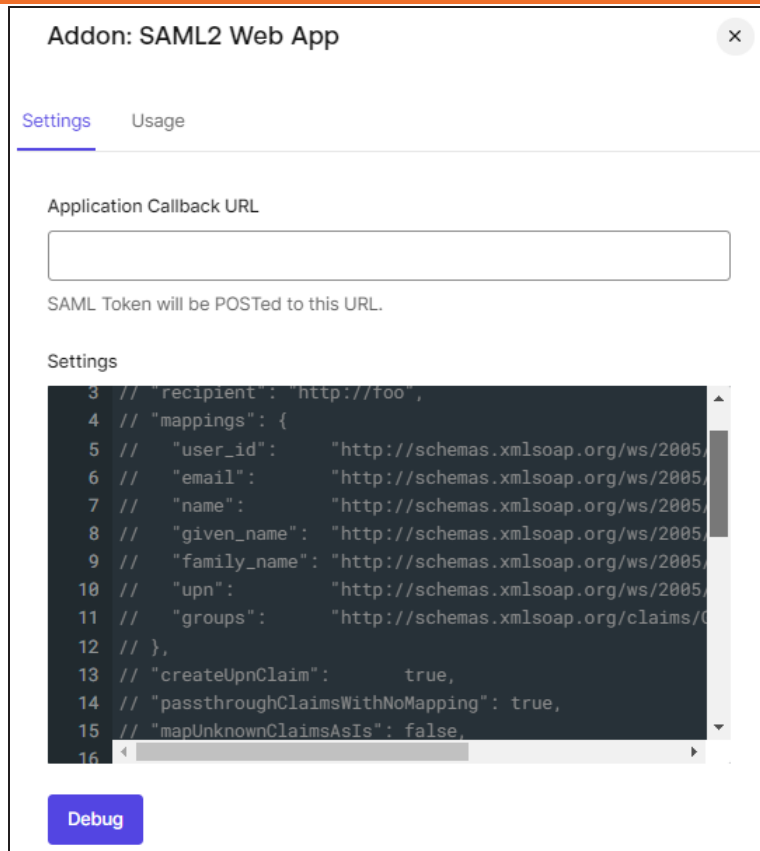 Addon: SAML2 Web App
Settings Usage
Application Callback URL
SAML Token will be POSTed to this URL.
Settings
3 // "recipient": "http://foo",
4 // "mappings": {
5 //   "user_id":     "http://schemas.xmlsoap.org/ws/2005/
6 //   "email":       "http://schemas.xmlsoap.org/ws/2005/
7 //   "name":        "http://schemas.xmlsoap.org/ws/2005/
8 //   "given_name":  "http://schemas.xmlsoap.org/ws/2005/
9 //   "family_name": "http://schemas.xmlsoap.org/ws/2005/
10 //   "upn":         "http://schemas.xmlsoap.org/ws/2005/
11 //   "groups":      "http://schemas.xmlsoap.org/claims/
12 // },
13 // "createUpnClaim":       true,
14 // "passthroughClaimsWithNoMapping": true,
15 // "mapUnknownClaimsAsIs": false,
16
Debug